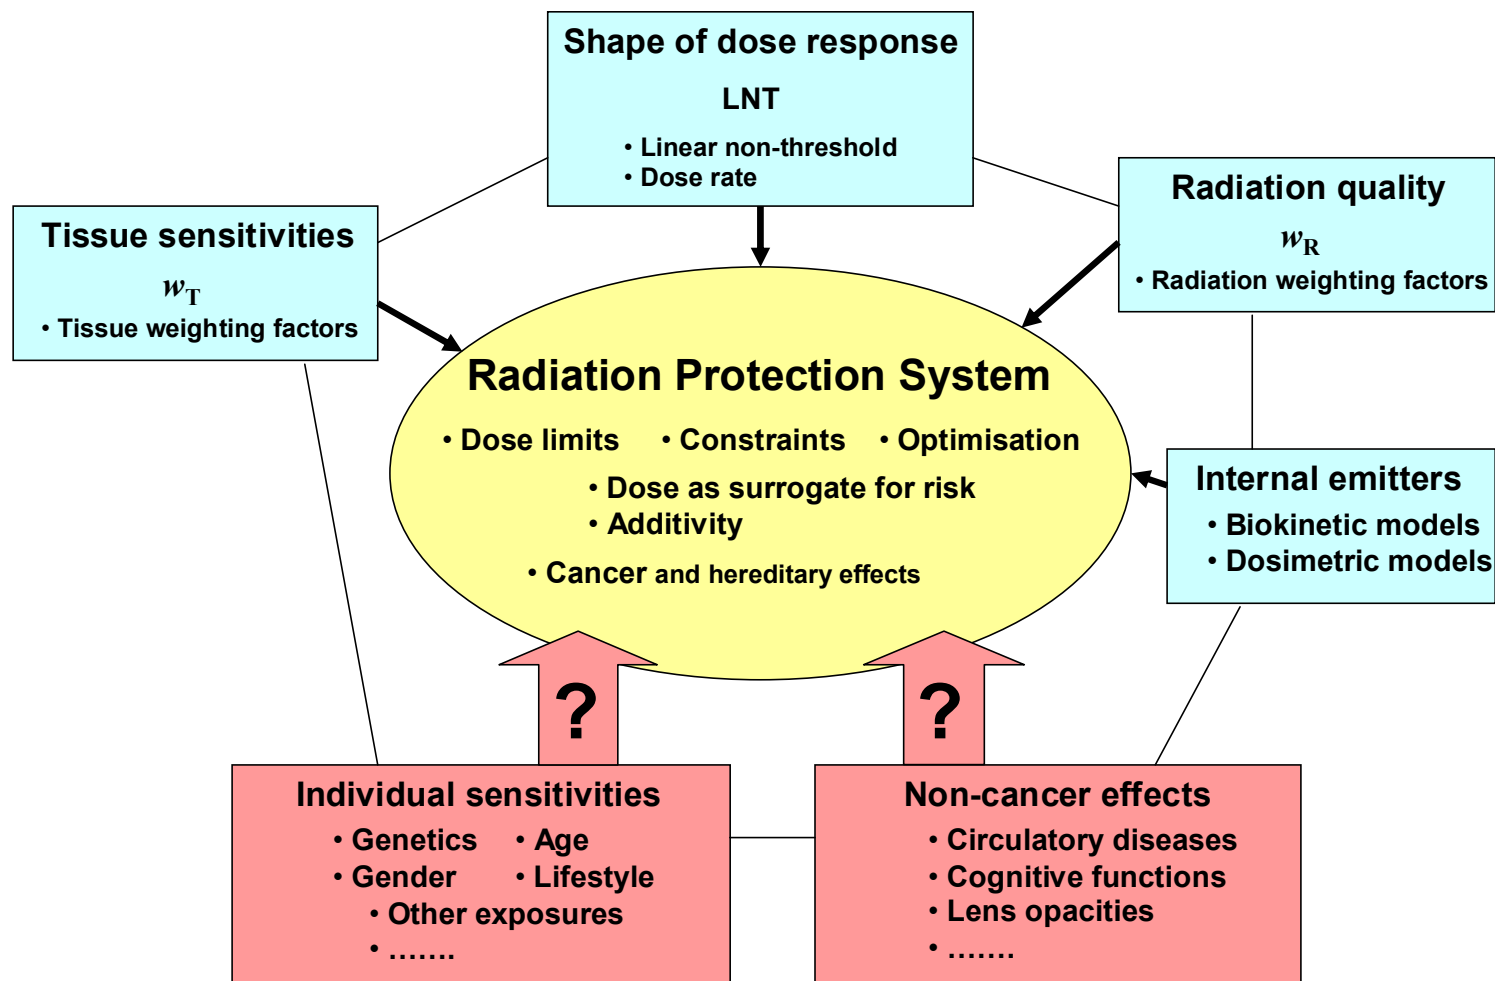 Shape of dose response
LNT
• Linear non-threshold
• Dose rate
Tissue sensitivities
wT
• Tissue weighting factors
Radiation quality
wR
• Radiation weighting factors
Radiation Protection System
• Dose limits • Constraints • Optimisation
• Dose as surrogate for risk
• Additivity
• Cancer and hereditary effects
Internal emitters
• Biokinetic models
• Dosimetric models
?
?
Individual sensitivities
• Genetics • Age
• Gender • Lifestyle
• Other exposures
• .......
Non-cancer effects
• Circulatory diseases
• Cognitive functions
• Lens opacities
• .......